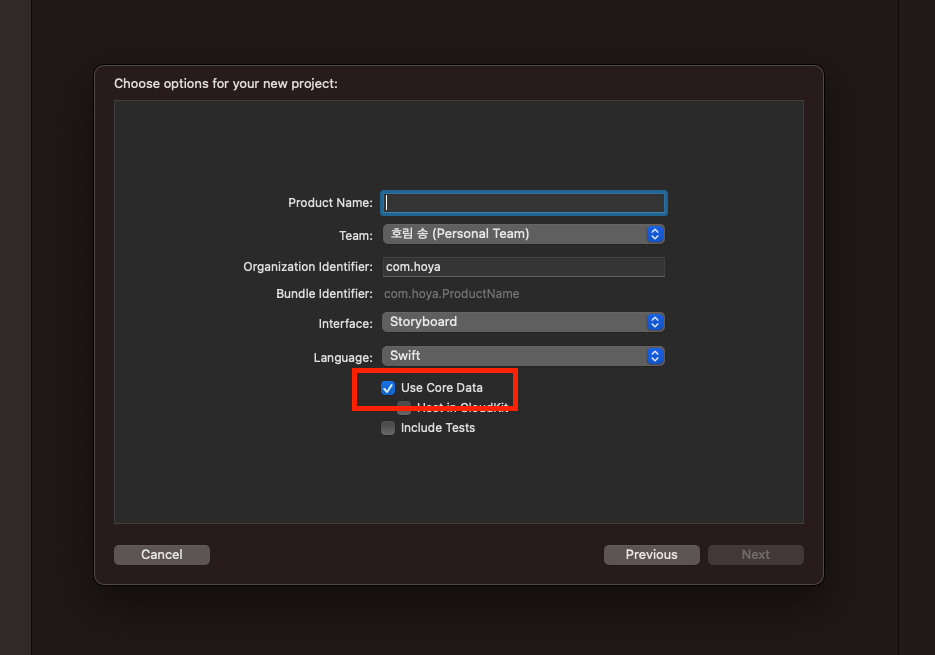 Choose options for your new project:
Product Name:
Team: 호림 송 (Personal Team)
Organization Identifier: com.hoya
Bundle Identifier: com.hoya.ProductName
Interface: Storyboard
Language: Swift
Use Core Data
Host in CloudKit
Include Tests
Cancel Previous Next